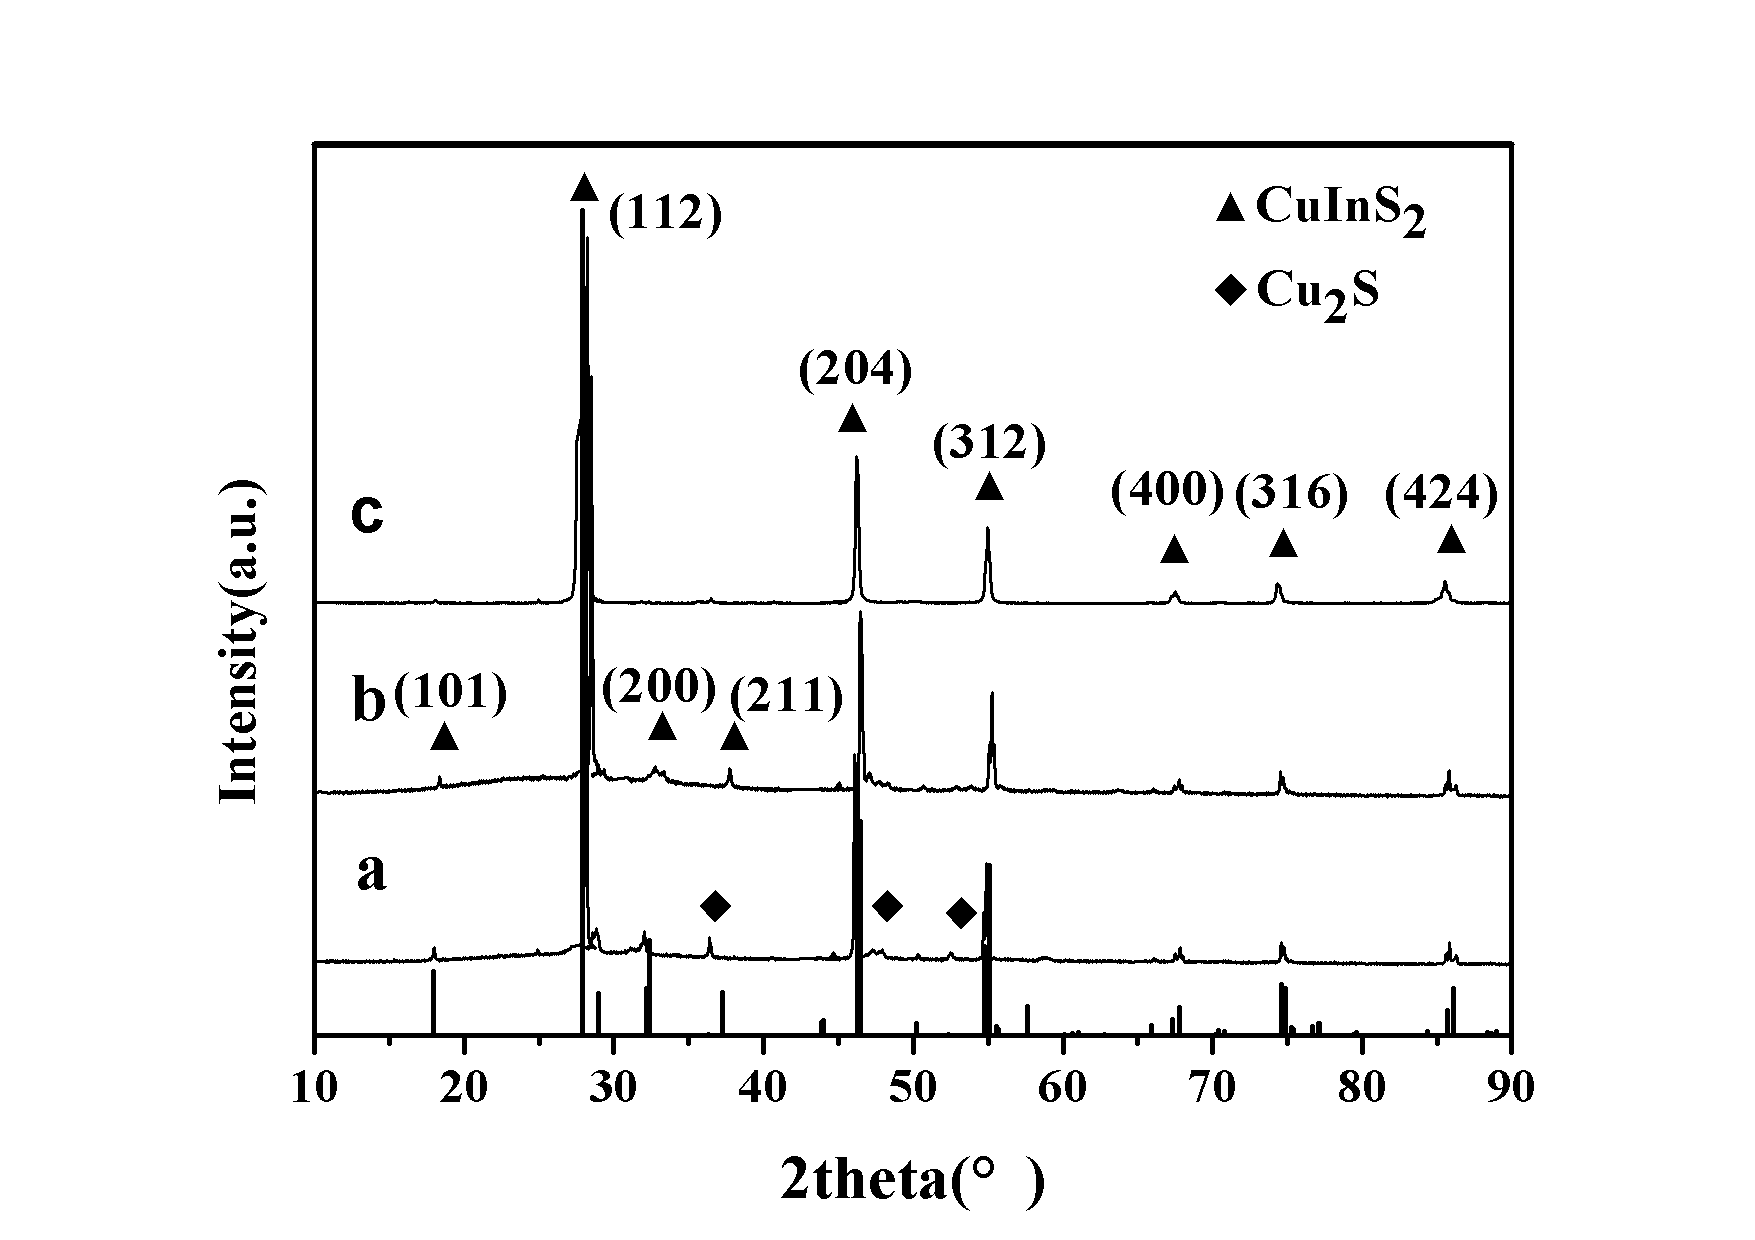 (112)
▲CuInS2
◆Cu2S
(204)
(312)
(400)
(316)
(424)
c
b
(101)
(200)
(211)
a
Intensity(a.u.)
10 20 30 40 50 60 70 80 90
2theta(° )